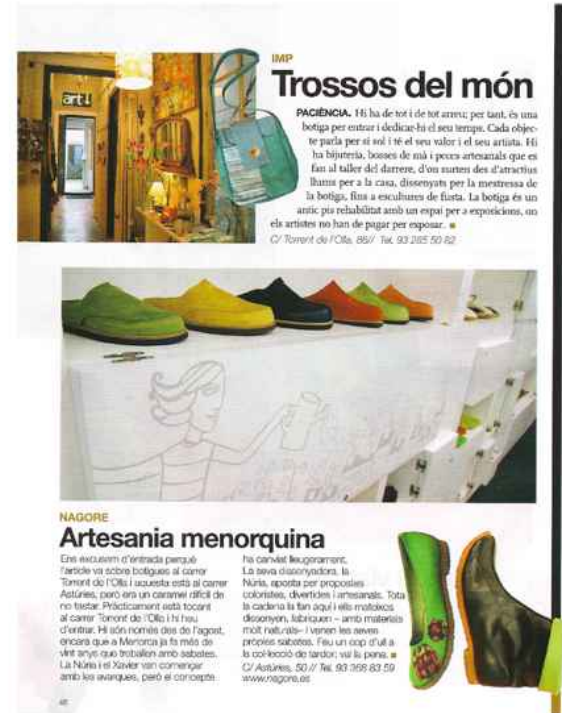 art↓
IMP
Trossos del món
PACIÈNCIA. Hi ha de tot i de tot arreu; per tant, és una
botiga per entrar i dedicar-hi el seu temps. Cada objec-
te parla per si sol i té el seu valor i el seu artista. Hi
ha bijuteria, bosses de mà i peces artesanals que es
fan al taller del darrere, d'on surten des d'atractius
llums per a la casa, dissenyats per la mestressa de
la botiga, fins a escultures de fusta. La botiga és un
antic pis rehabilitat amb un espai per a exposicions, on
els artistes no han de pagar per exposar.
C/ Torrent de l'Olla, 86// Tel. 93 285 50 82
NAGORE
Artesania menorquina
Ens excusem d'entrada perquè
l'article va sobre botigues al carrer
Torrent de l'Olla i aquesta està al carrer
Astúries, però era un caramel difícil de
no tastar. Pràcticament està tocant
al carrer Torrent de l'Olla i hi heu
d'entrar. Hi són només des de l'agost,
encara que a Menorca ja fa més de
vint anys que treballen amb sabates.
La Núria i el Xavier van començar
amb les avarques, però el concepte
ha canviat lleugerament.
La seva dissenyadora, la
Núria, aposta per propostes
coloristes, divertides i artesanals. Tota
la cadena la fan aquí i ells mateixos
dissenyen, fabriquen – amb materials
molt naturals– i venen les seves
pròpies sabates. Feu un cop d'ull a
la col·lecció de tardor; val la pena.
C/ Astúries, 50 // Tel. 93 368 83 59
www.nagore.es